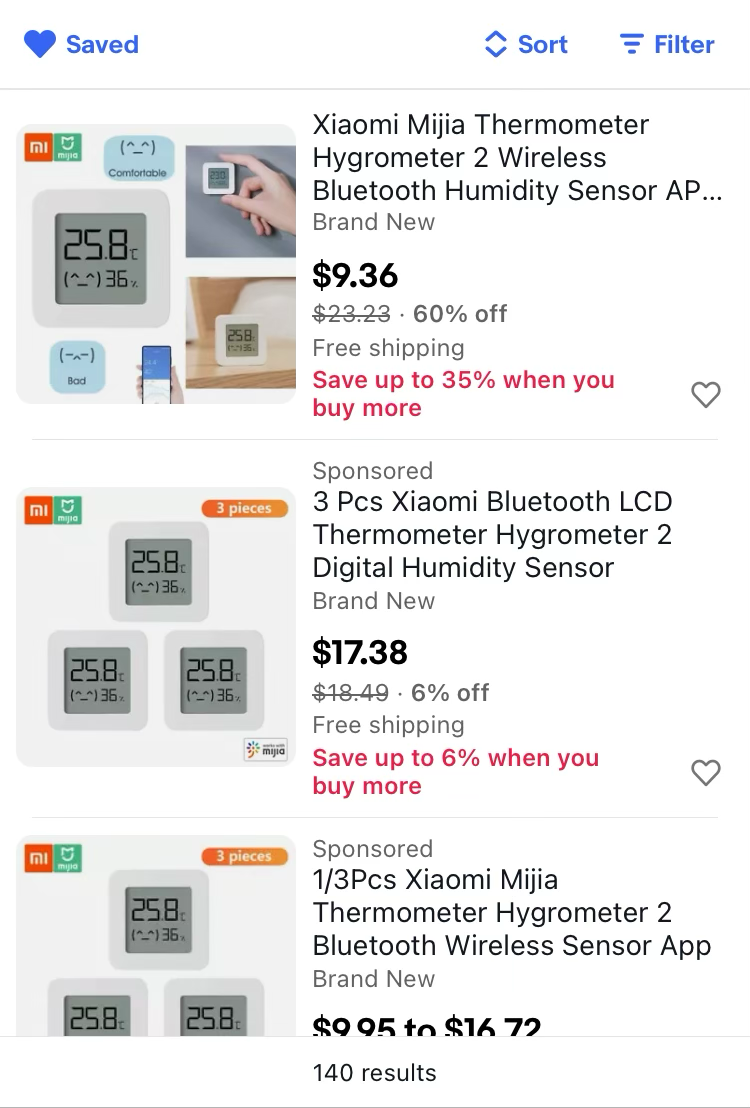 Saved
Sort
Filter
mi
mijia
(^_^)
Comfortable
25.8℃
(^_^) 36%
(-^-)
Bad
Xiaomi Mijia Thermometer
Hygrometer 2 Wireless
Bluetooth Humidity Sensor AP...
Brand New
$9.36
$23.23 · 60% off
Free shipping
Save up to 35% when you
buy more
mi
mijia
3 pieces
25.8℃
(^_^) 36%
25.8℃
(^_^) 36%
25.8℃
(^_^) 36%
works with
mijia
Sponsored
3 Pcs Xiaomi Bluetooth LCD
Thermometer Hygrometer 2
Digital Humidity Sensor
Brand New
$17.38
$18.49 · 6% off
Free shipping
Save up to 6% when you
buy more
mi
mijia
3 pieces
25.8℃
(^_^) 36%
25.8℃
25.8℃
Sponsored
1/3Pcs Xiaomi Mijia
Thermometer Hygrometer 2
Bluetooth Wireless Sensor App
Brand New
$9.95 to $16.72
140 results